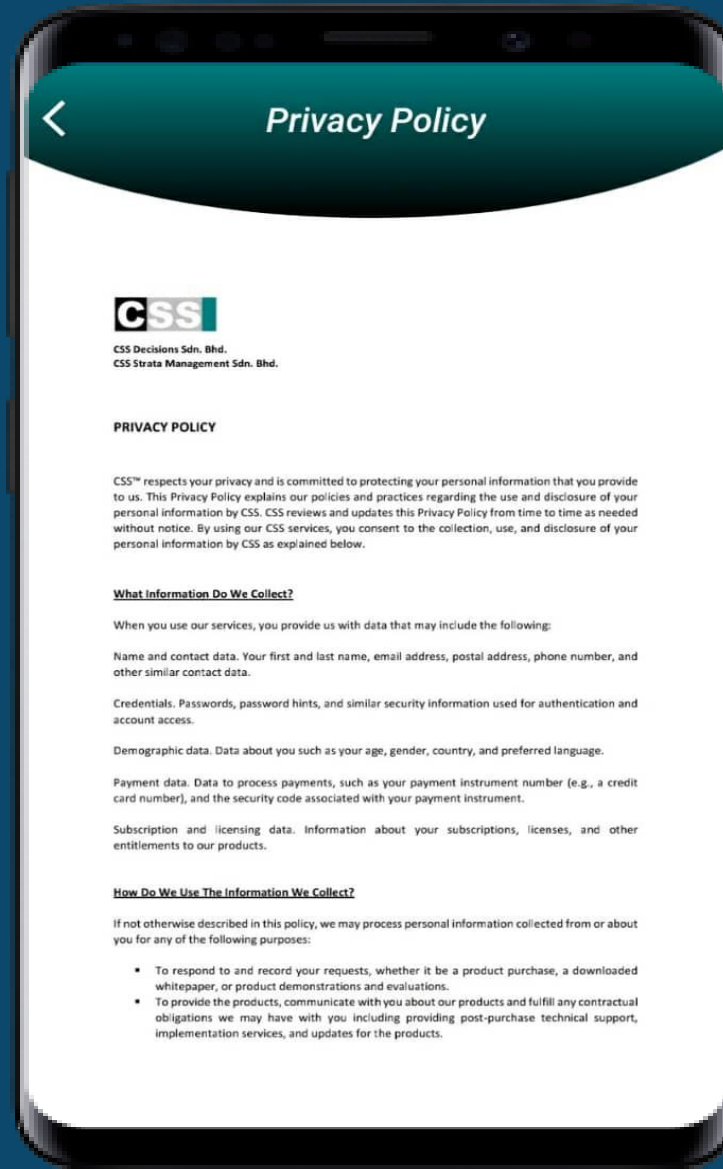 Privacy Policy
CSS
CSS Decisions Sdn. Bhd.
CSS Strata Management Sdn. Bhd.
PRIVACY POLICY
CSS™ respects your privacy and is committed to protecting your personal information that you provide
to us. This Privacy Policy explains our policies and practices regarding the use and disclosure of your
personal information by CSS. CSS reviews and updates this Privacy Policy from time to time as needed
without notice. By using our CSS services, you consent to the collection, use, and disclosure of your
personal information by CSS as explained below.
What Information Do We Collect?
When you use our services, you provide us with data that may include the following:
Name and contact data. Your first and last name, email address, postal address, phone number, and
other similar contact data.
Credentials. Passwords, password hints, and similar security information used for authentication and
account access.
Demographic data. Data about you such as your age, gender, country, and preferred language.
Payment data. Data to process payments, such as your payment instrument number (e.g., a credit
card number), and the security code associated with your payment instrument.
Subscription and licensing data. Information about your subscriptions, licenses, and other
entitlements to our products.
How Do We Use The Information We Collect?
If not otherwise described in this policy, we may process personal information collected from or about
you for any of the following purposes:
▪ To respond to and record your requests, whether it be a product purchase, a downloaded
whitepaper, or product demonstrations and evaluations.
▪ To provide the products, communicate with you about our products and fulfill any contractual
obligations we may have with you including providing post-purchase technical support,
implementation services, and updates for the products.